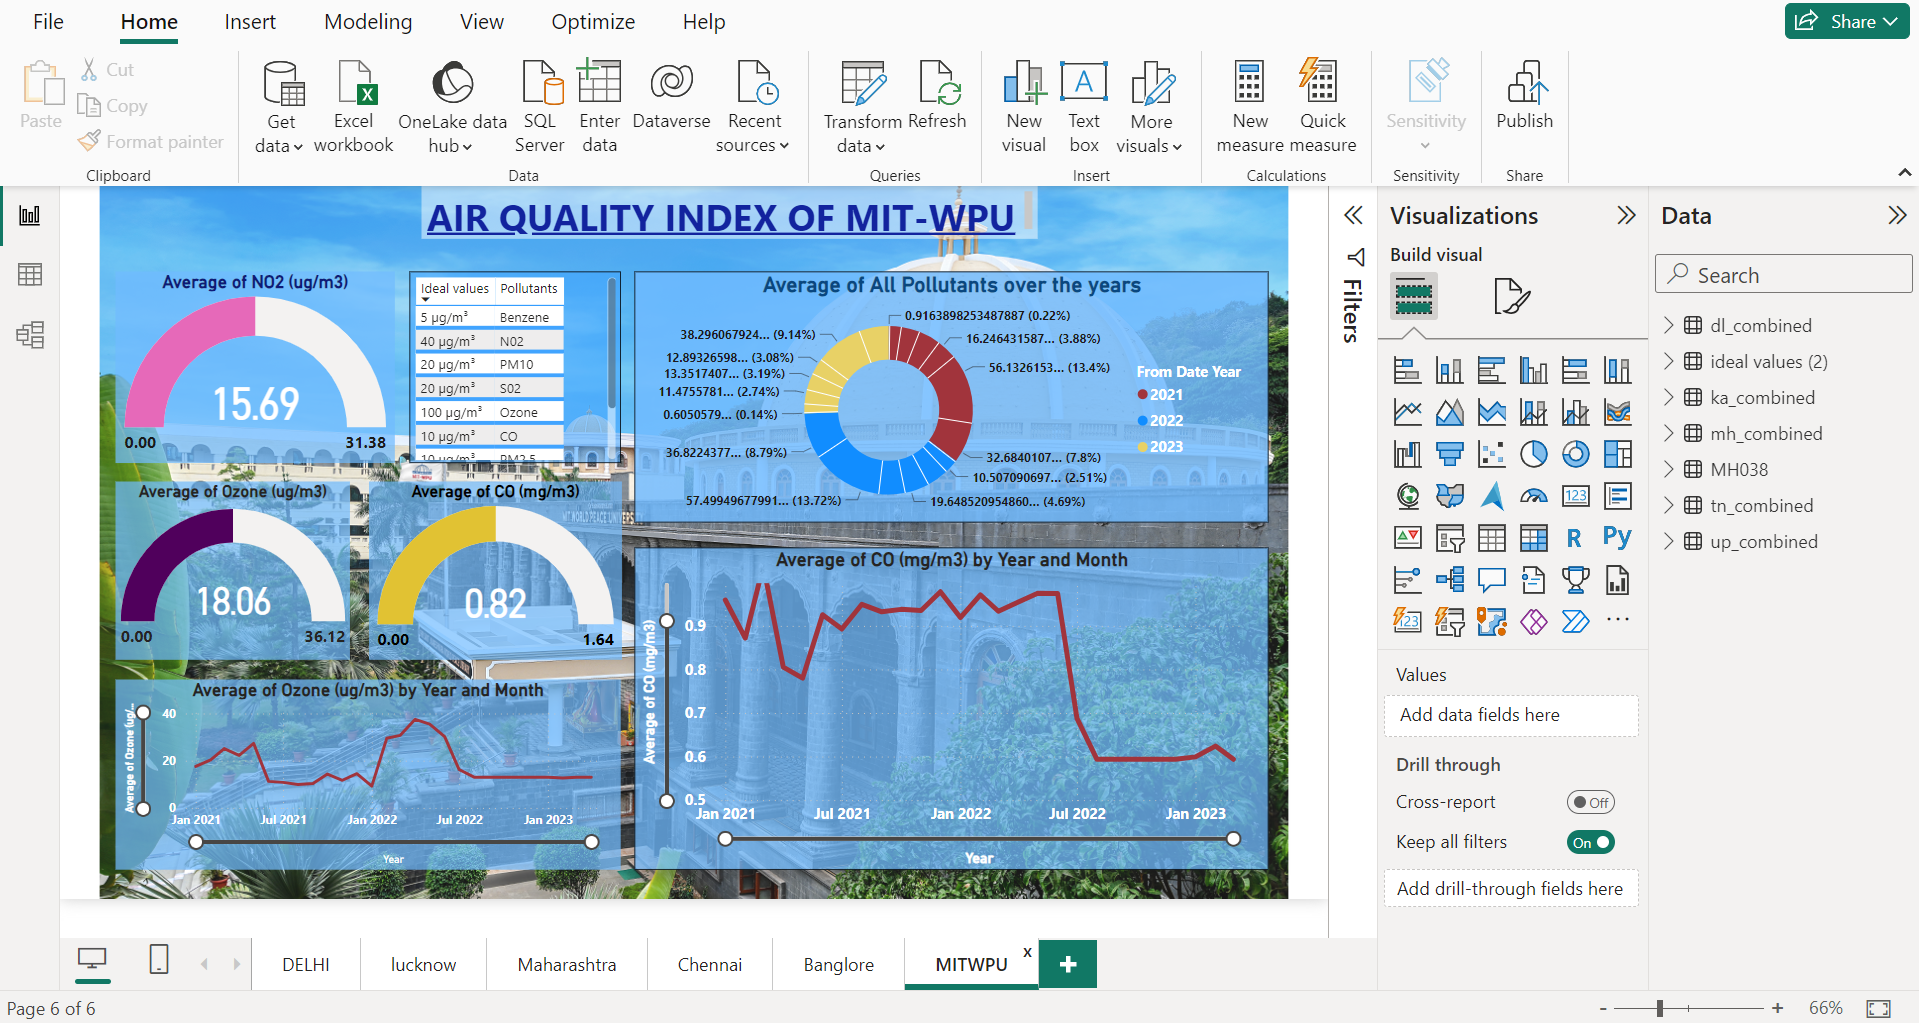 File Home Insert Modeling View Optimize Help
Share
Paste
Cut
Copy
Format painter
Clipboard
Get data
Excel workbook
OneLake data hub
SQL Server
Enter data
Dataverse
Recent sources
Data
Transform data
Refresh
Queries
New visual
Text box
More visuals
Insert
New measure
Quick measure
Calculations
Sensitivity
Sensitivity
Publish
Share
AIR QUALITY INDEX OF MIT-WPU
Average of NO2 (ug/m3)
15.69
0.00
31.38
Ideal values Pollutants
5 µg/m³ Benzene
40 µg/m³ N02
20 µg/m³ PM10
20 µg/m³ S02
100 µg/m³ Ozone
10 µg/m³ CO
10 µg/m³ PM2.5
Average of All Pollutants over the years
0.9163898253487887 (0.22%)
16.246431587... (3.88%)
56.1326153... (13.4%)
32.6840107... (7.8%)
10.507090697... (2.51%)
19.648520954860... (4.69%)
57.49949677991... (13.72%)
36.8224377... (8.79%)
0.6050579... (0.14%)
11.4755781... (2.74%)
13.3517407... (3.19%)
12.89326598... (3.08%)
38.296067924... (9.14%)
From Date Year
2021
2022
2023
Average of Ozone (ug/m3)
18.06
0.00
36.12
Average of CO (mg/m3)
0.82
0.00
1.64
Average of CO (mg/m3) by Year and Month
Average of CO (mg/m3)
0.9
0.8
0.7
0.6
0.5
Jan 2021 Jul 2021 Jan 2022 Jul 2022 Jan 2023
Year
Average of Ozone (ug/m3) by Year and Month
Average of Ozone (ug/...
40
20
0
Jan 2021 Jul 2021 Jan 2022 Jul 2022 Jan 2023
Year
Filters
Visualizations
Build visual
123
R
Py
123
Values
Add data fields here
Drill through
Cross-report
Off
Keep all filters
On
Add drill-through fields here
Data
Search
dl_combined
ideal values (2)
ka_combined
mh_combined
MH038
tn_combined
up_combined
DELHI lucknow Maharashtra Chennai Banglore MITWPU x +
Page 6 of 6
- + 66%